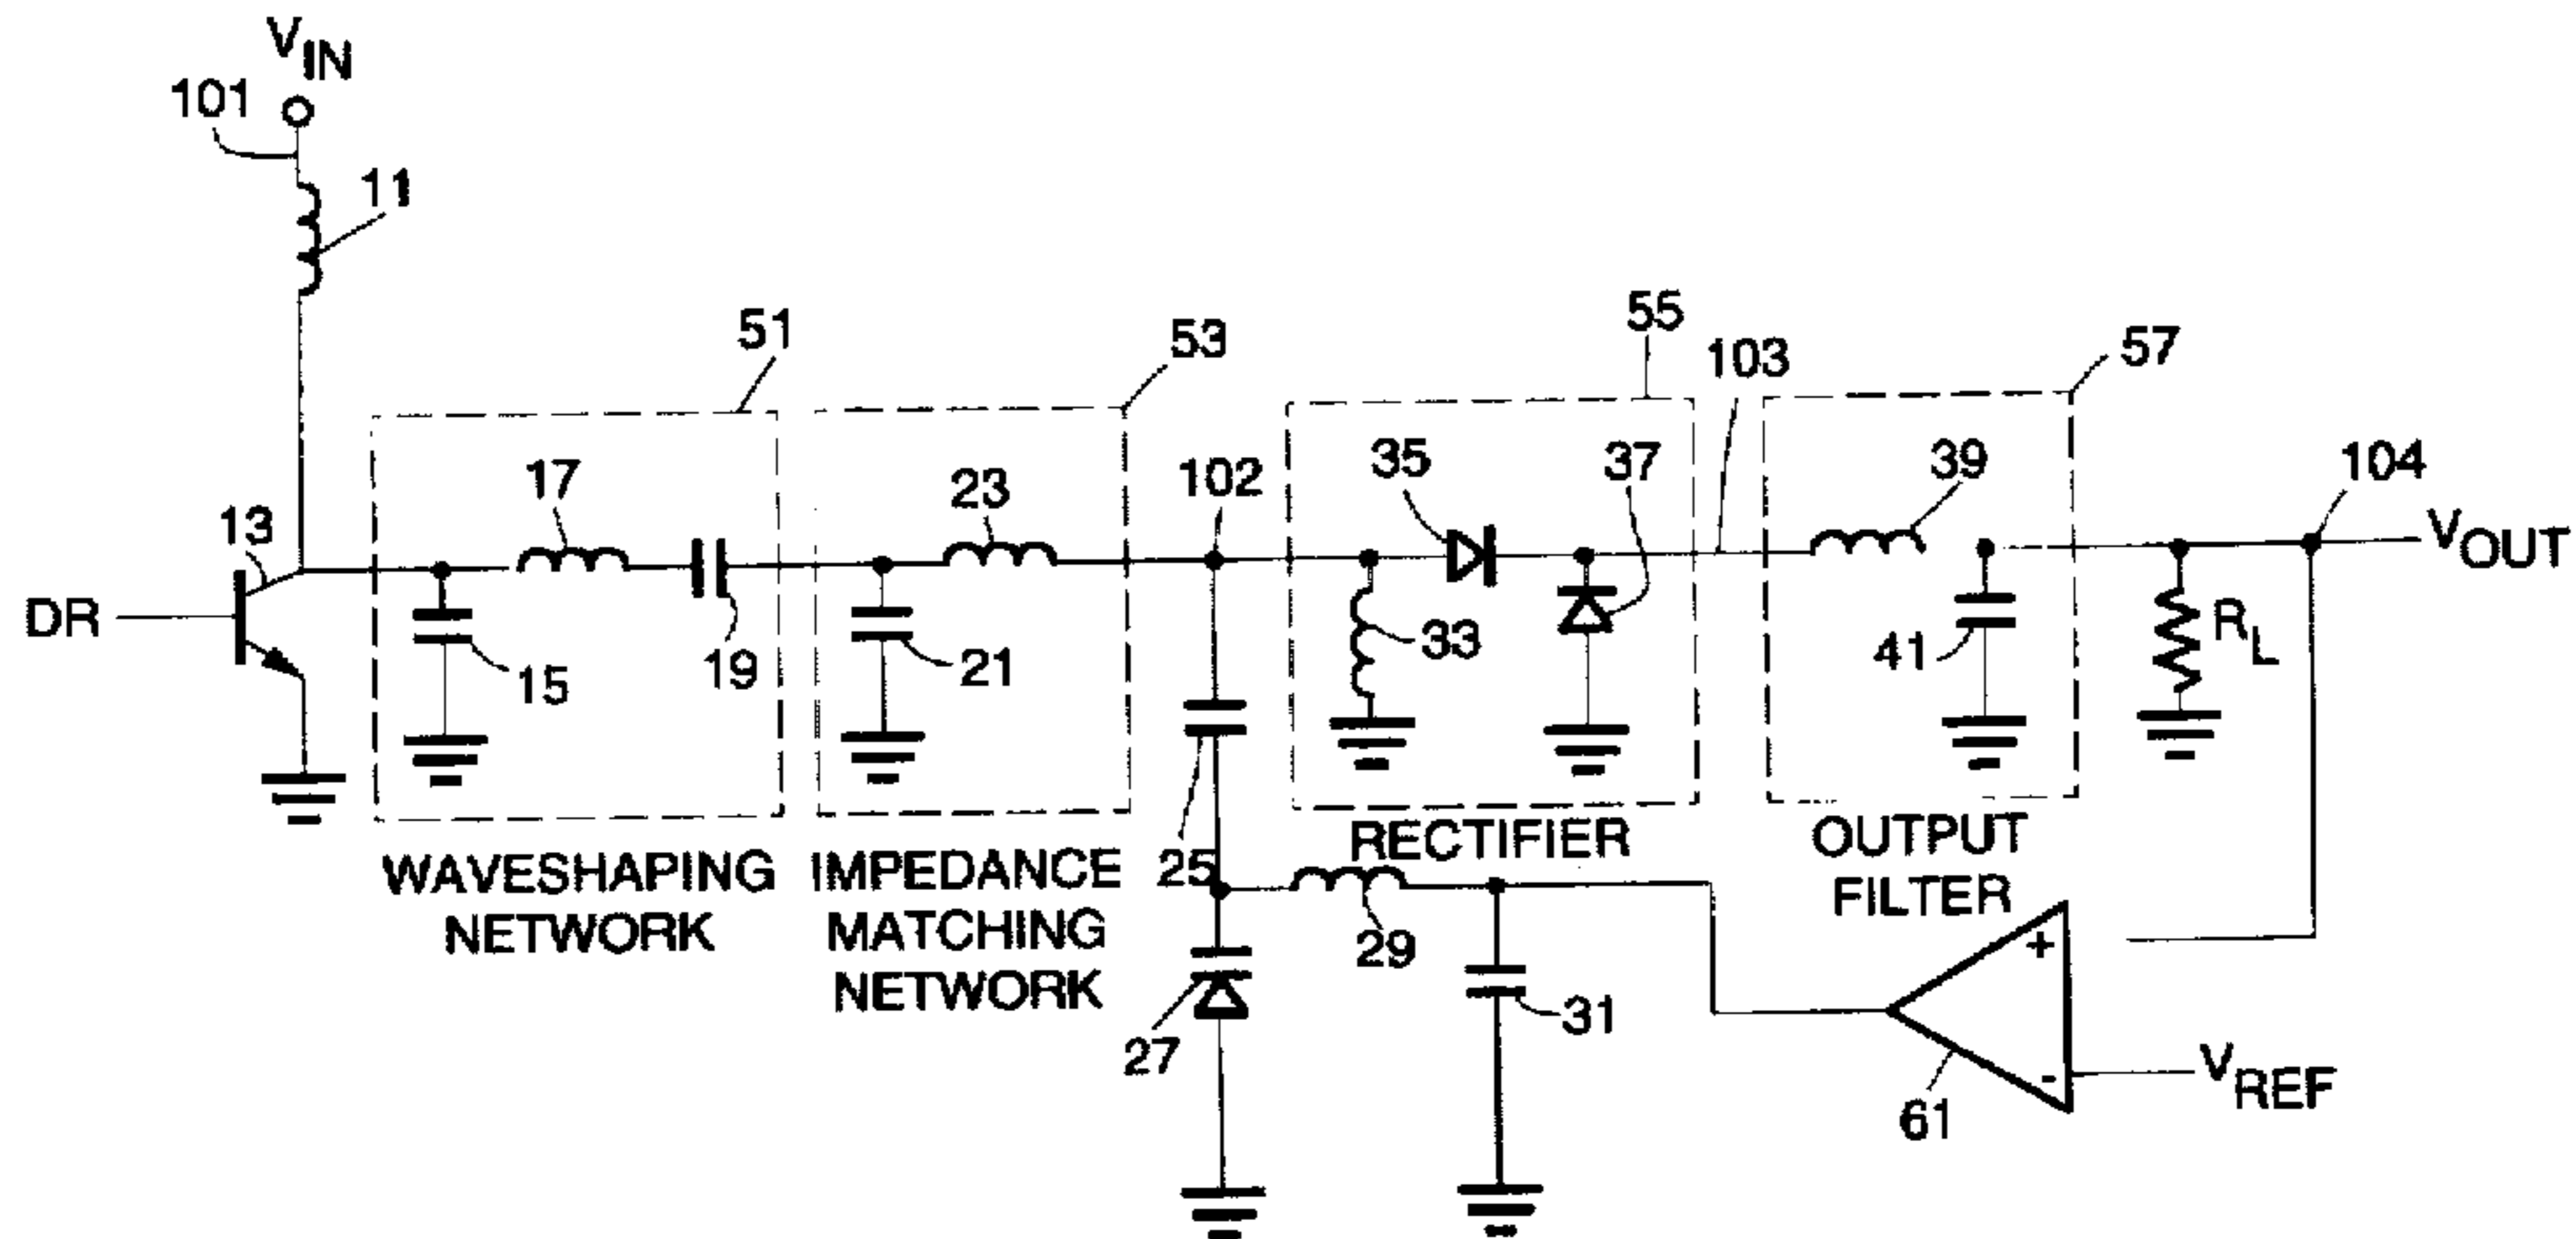 V_IN
101
11
51
53
55
103
57
13
17
23
102
35
37
39
104
V_OUT
DR
15
19
21
33
41
R_L
WAVESHAPING
NETWORK
IMPEDANCE
MATCHING
NETWORK
25
RECTIFIER
OUTPUT
FILTER
29
27
31
+
-
61
V_REF